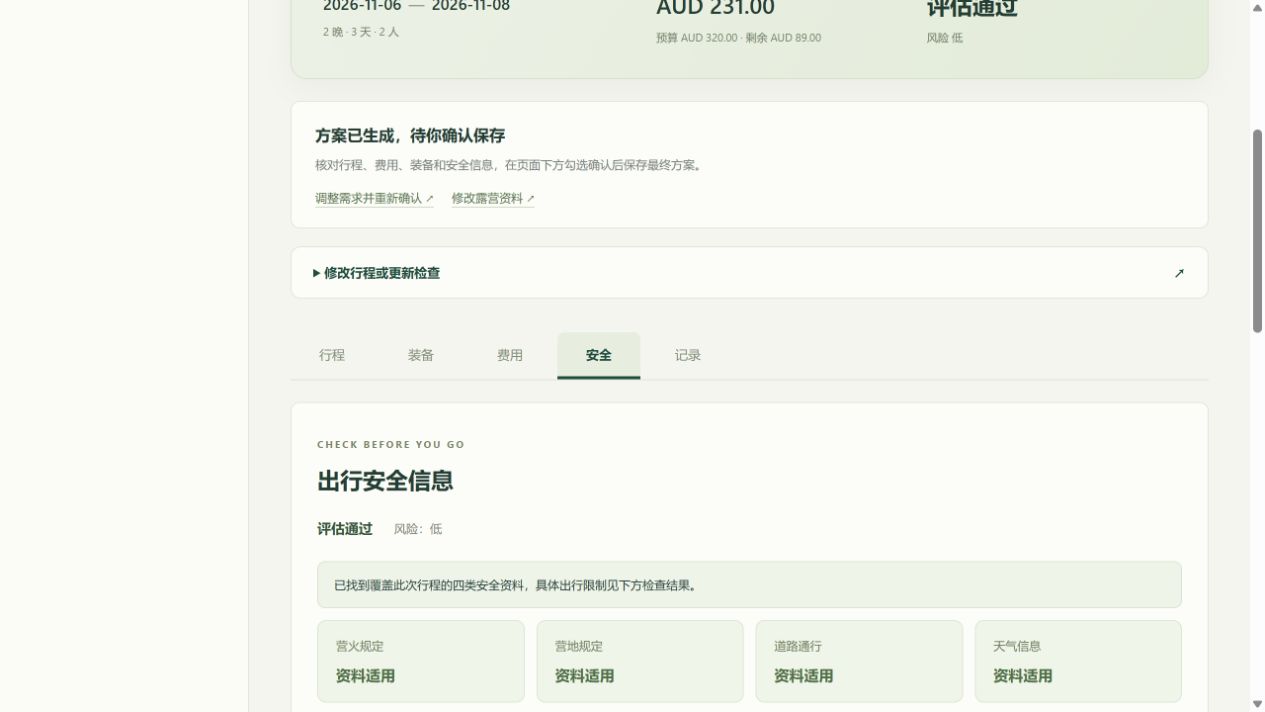 2026-11-06 — 2026-11-08
AUD 231.00
评估通过
2 晚 · 3 天 · 2 人
预算 AUD 320.00 · 剩余 AUD 89.00
风险 低
方案已生成，待你确认保存
核对行程、费用、装备和安全信息，在页面下方勾选确认后保存最终方案。
调整需求并重新确认 ↗ 修改露营资料 ↗
▶ 修改行程或更新检查 ↗
行程 装备 费用 安全 记录
CHECK BEFORE YOU GO
出行安全信息
评估通过 风险：低
已找到覆盖此次行程的四类安全资料，具体出行限制见下方检查结果。
营火规定 营地规定 道路通行 天气信息
资料适用 资料适用 资料适用 资料适用